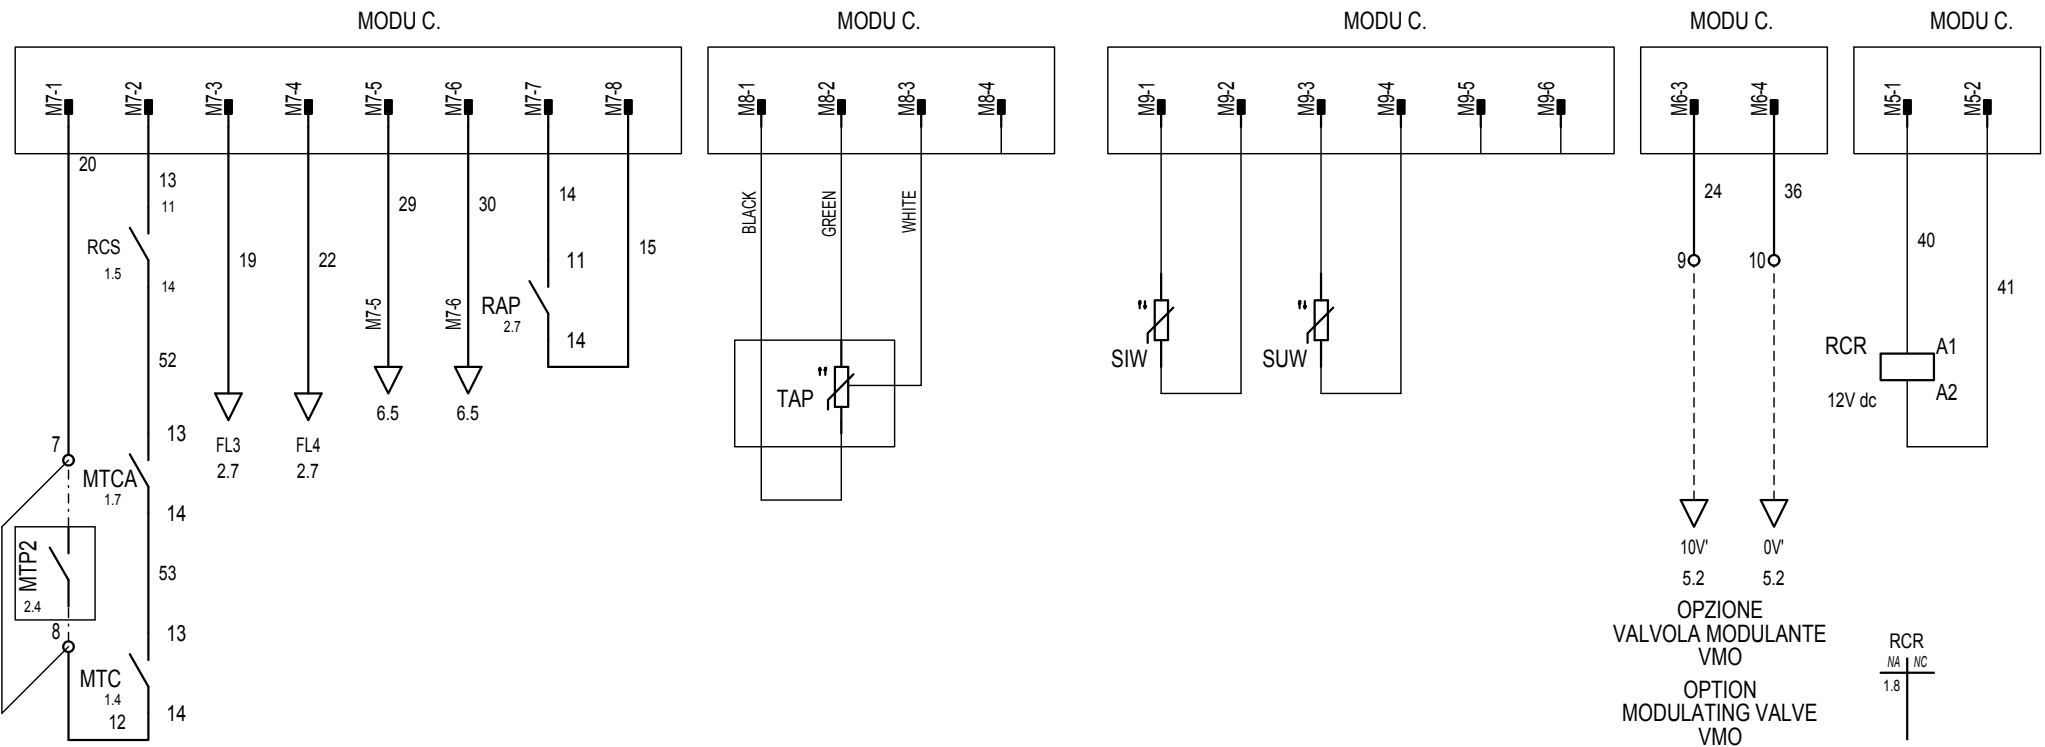 MODU C.
MODU C.
MODU C.
MODU C.
MODU C.
M7-1
M7-2
M7-3
M7-4
M7-5
M7-6
M7-7
M7-8
M8-1
M8-2
M8-3
M8-4
M9-1
M9-2
M9-3
M9-4
M9-5
M9-6
M6-3
M6-4
M5-1
M5-2
20
13
11
RCS
1.5
14
52
13
7
MTCA
1.7
14
MTP2
2.4
53
8
13
MTC
1.4
12
14
19
FL3
2.7
22
FL4
2.7
29
M7-5
6.5
30
M7-6
6.5
14
11
RAP
2.7
14
15
BLACK
GREEN
WHITE
TAP
SIW
SUW
24
36
9
10
10V'
0V'
5.2
5.2
OPZIONE
VALVOLA MODULANTE
VMO
OPTION
MODULATING VALVE
VMO
40
41
RCR
A1
12V dc
A2
RCR
NA NC
1.8